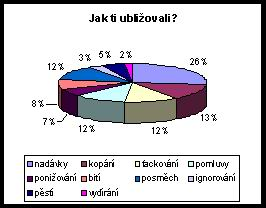 Jak ti ubližovali?
26%
13%
12%
12%
7%
8%
12%
3%
5%
2%
nadávky kopání fackování pomluvy
ponižování bití posměch ignorování
pěstí vydírání